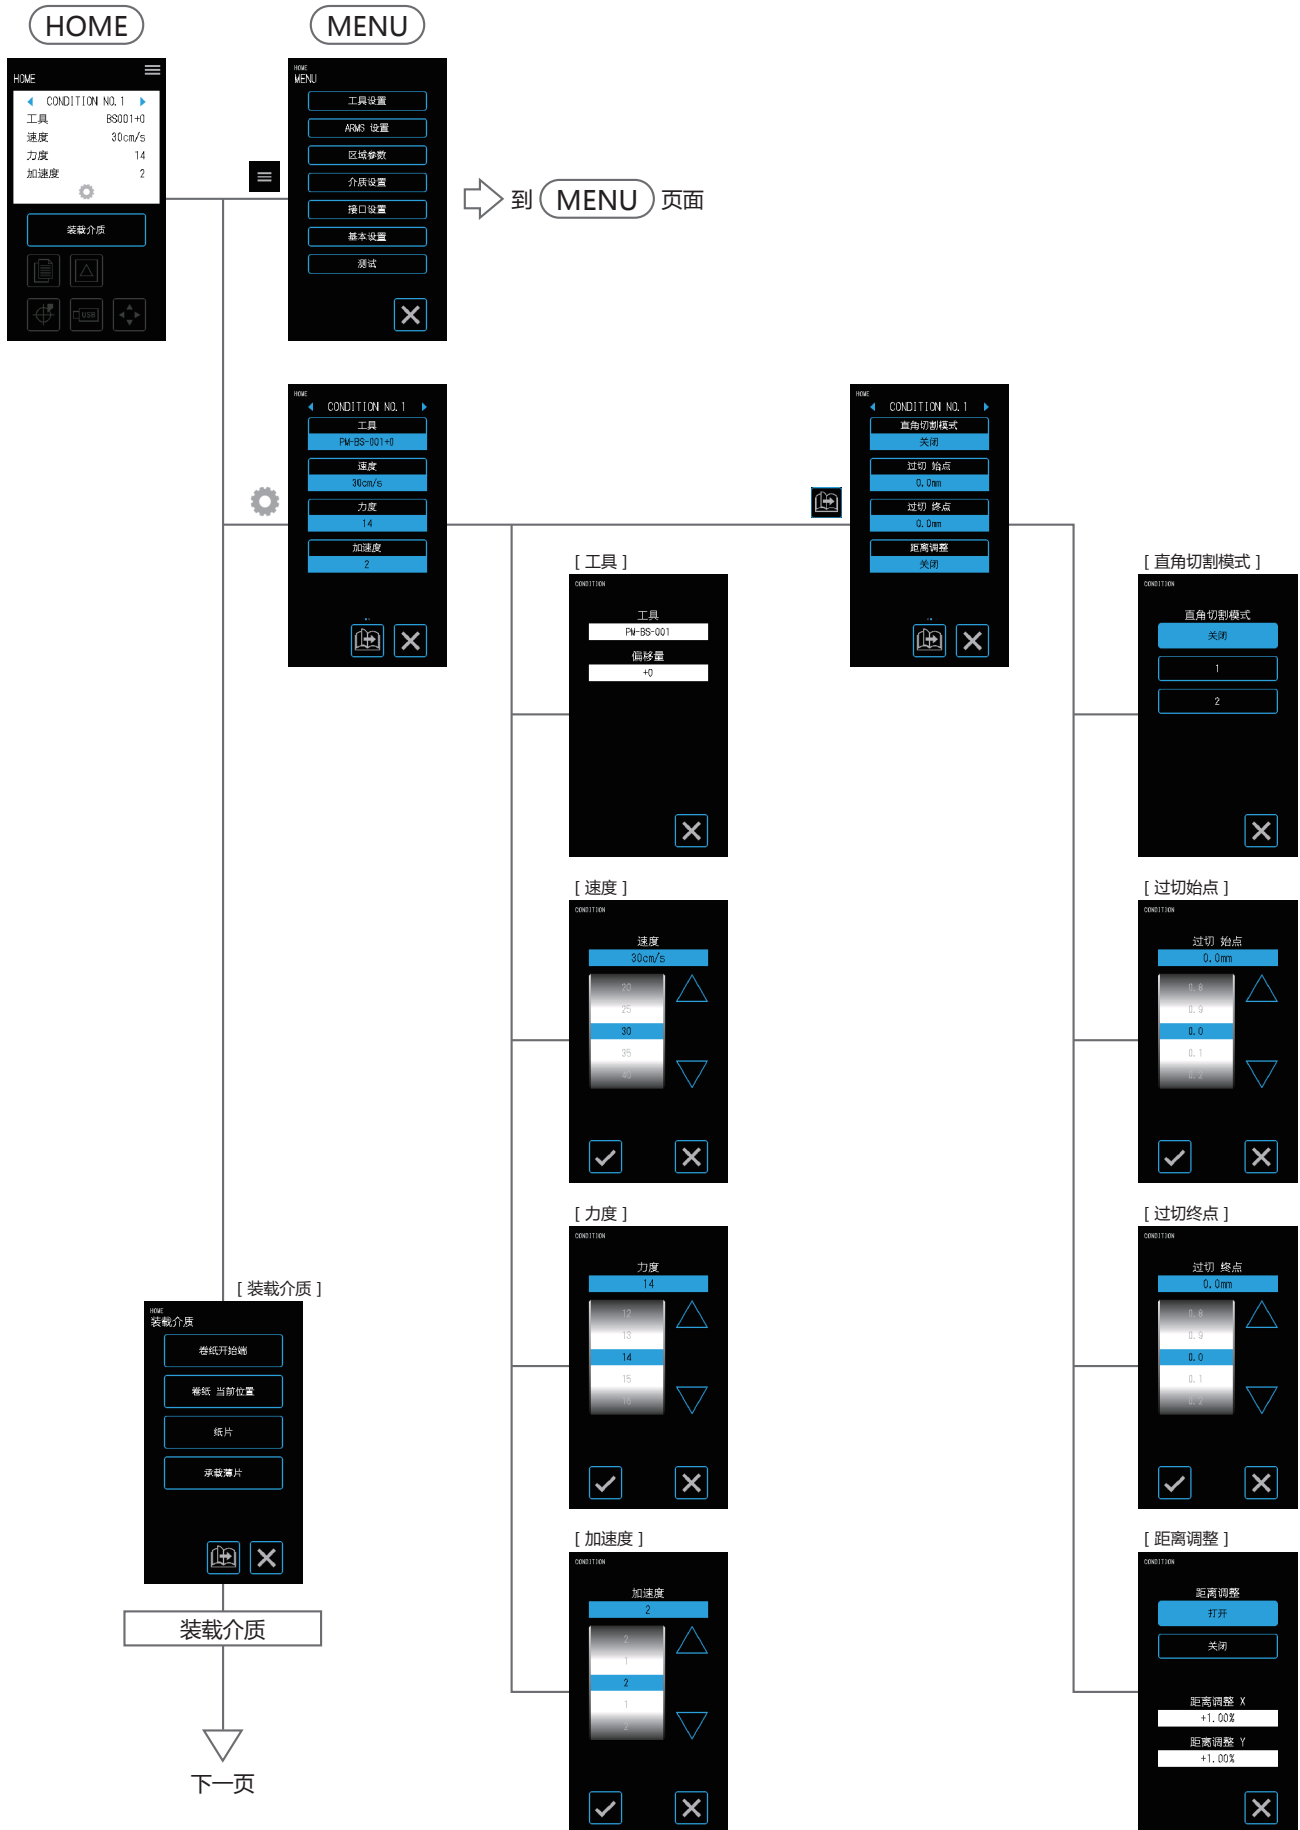 HOME
MENU
HOME
CONDITION NO. 1
工具 BS001+0
速度 30cm/s
力度 14
加速度 2
装载介质
USB
HOME
MENU
工具设置
ARMS 设置
区域参数
介质设置
接口设置
基本设置
测试
到 MENU 页面
HOME
CONDITION NO. 1
工具
PM-BS-001+0
速度
30cm/s
力度
14
加速度
2
HOME
CONDITION NO. 1
直角切割模式
关闭
过切 始点
0.0mm
过切 终点
0.0mm
距离调整
关闭
[ 工具 ]
CONDITION
工具
PM-BS-001
偏移量
+0
[ 直角切割模式 ]
CONDITION
直角切割模式
关闭
1
2
[ 速度 ]
CONDITION
速度
30cm/s
20
25
30
35
40
[ 过切始点 ]
CONDITION
过切 始点
0.0mm
0.8
0.9
0.0
0.1
0.2
[ 力度 ]
CONDITION
力度
14
12
13
14
15
16
[ 过切终点 ]
CONDITION
过切 终点
0.0mm
0.8
0.9
0.0
0.1
0.2
[ 装载介质 ]
HOME
装载介质
卷纸开始端
卷纸 当前位置
纸片
承载薄片
装载介质
下一页
[ 加速度 ]
CONDITION
加速度
2
2
1
2
1
2
[ 距离调整 ]
CONDITION
距离调整
打开
关闭
距离调整 X
+1.00%
距离调整 Y
+1.00%